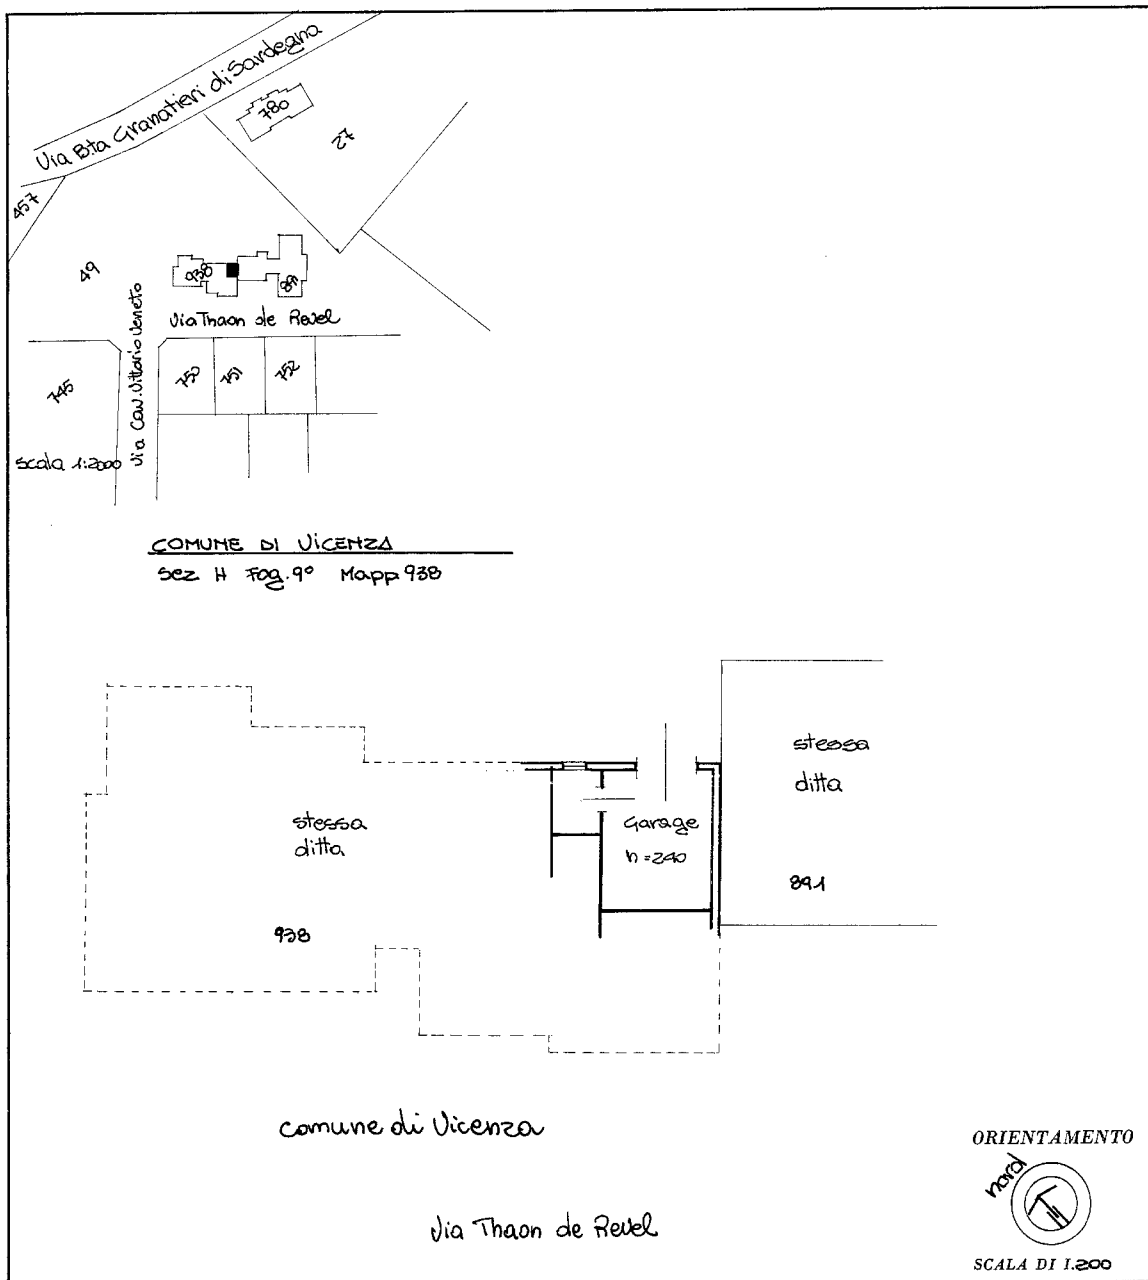 Via B.ta Granatieri di Sardegna
780
27
457
49
938
891
Via Thaon de Revel
via Cav. Vittorio Veneto
745
750
751
752
scala 1:2000
COMUNE DI VICENZA
Sez H Fog. 9° Mapp 938
stessa
ditta
938
Garage
h=240
stessa
ditta
891
comune di Vicenza
Via Thaon de Revel
ORIENTAMENTO
nord
SCALA DI 1.200